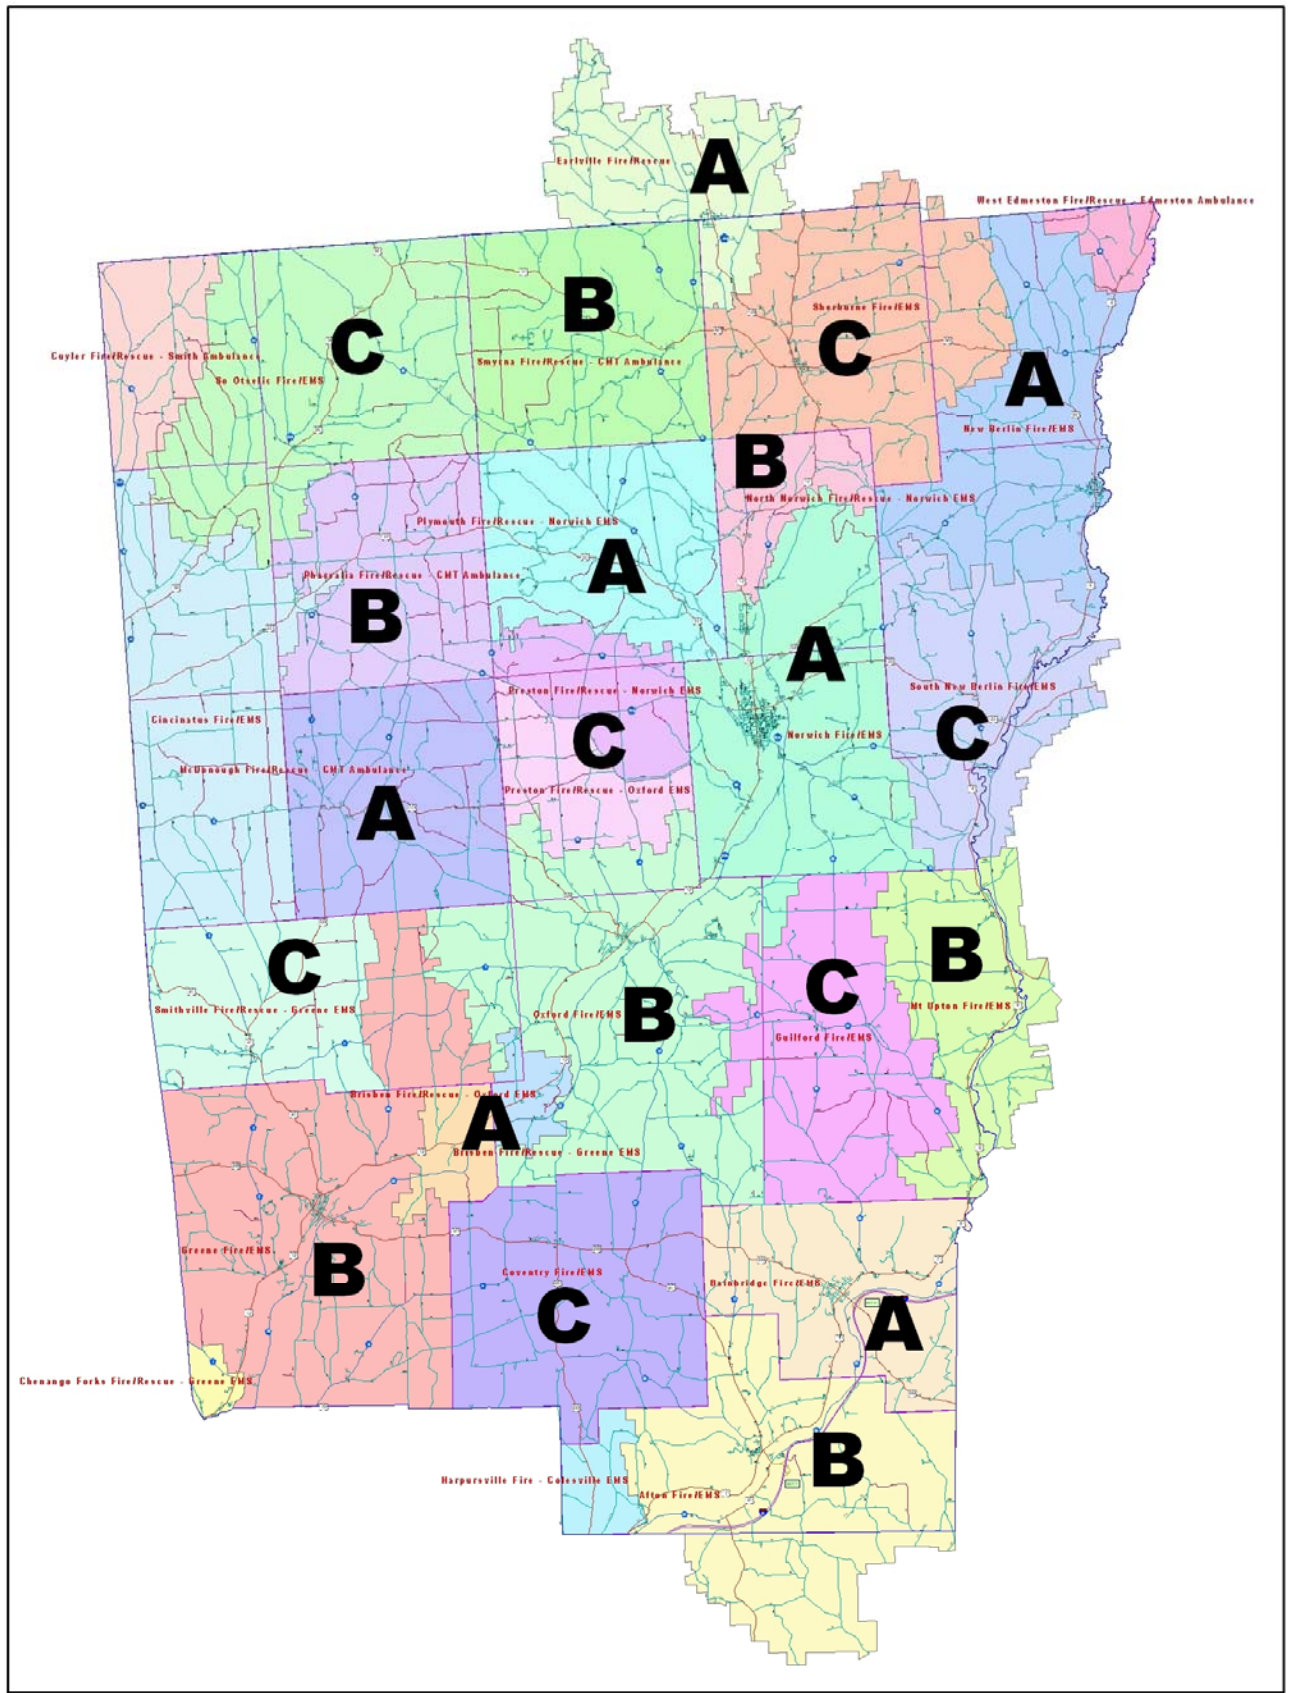 Earlville Fire/Rescue
A
West Edmeston Fire/Rescue - Edmeston Ambulance
B
Sherburne Fire/EMS
C
C
Cuyler Fire/Rescue - Smith Ambulance
Smyrna Fire/Rescue - CMT Ambulance
So Otselic Fire/EMS
A
New Berlin Fire/EMS
B
North Norwich Fire/Rescue - Norwich EMS
Plymouth Fire/Rescue - Norwich EMS
A
Pharsalia Fire/Rescue - CMT Ambulance
B
A
Preston Fire/Rescue - Norwich EMS
South New Berlin Fire/EMS
Cincinatus Fire/EMS
C
C
Norwich Fire/EMS
McDonough Fire/Rescue - CMT Ambulance
Preston Fire/Rescue - Oxford EMS
A
B
C
C
Smithville Fire/Rescue - Greene EMS
Oxford Fire/EMS
B
Mt Upton Fire/EMS
Guilford Fire/EMS
Brisben Fire/Rescue - Oxford EMS
A
Brisben Fire/Rescue - Greene EMS
Greene Fire/EMS
B
Coventry Fire/EMS
C
Bainbridge Fire/EMS
A
Chenango Forks Fire/Rescue - Greene EMS
B
Harpursville Fire - Colesville EMS
Afton Fire/EMS